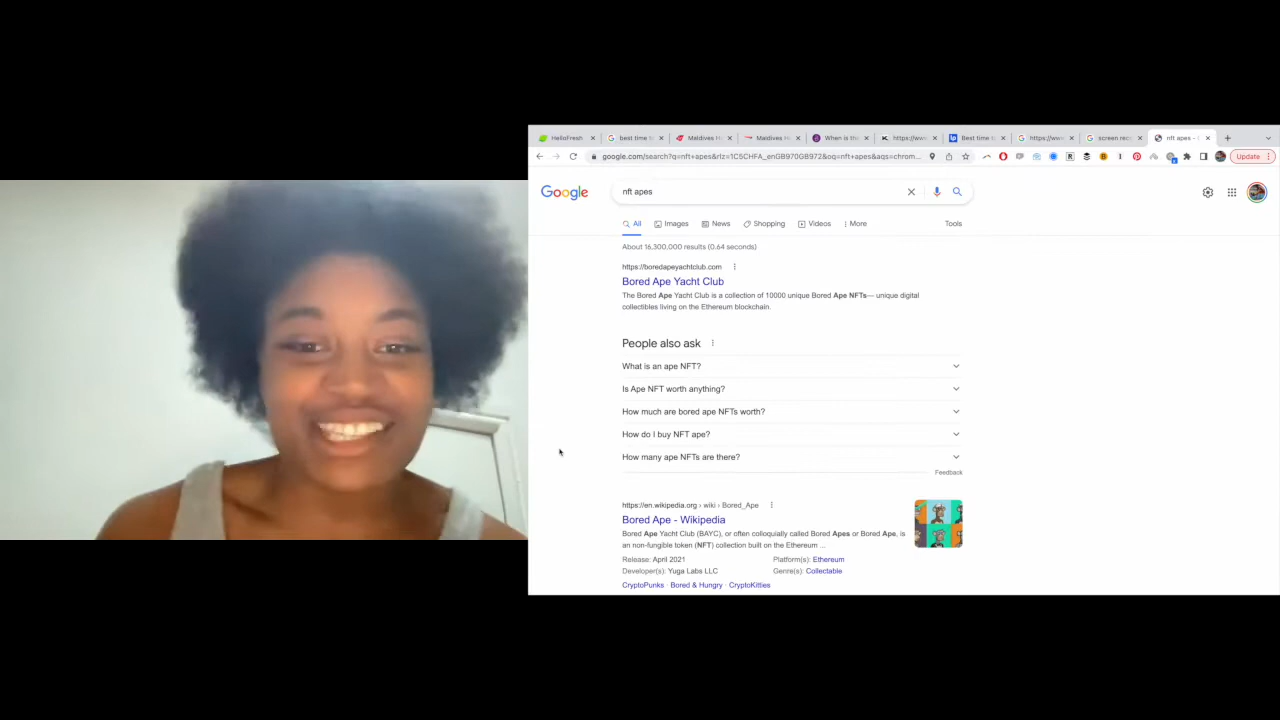 HelloFresh
best time t
Maldives H
Maldives H
When is the
https://ww
Best time
https://ww
screen rec
nft apes -
google.com/search?q=nft+apes&rlz=1C5CHFA_enGB970GB972&oq=nft+apes&aqs=chrom...
Update
Google
nft apes
All
Images
News
Shopping
Videos
More
Tools
About 16,300,000 results (0.64 seconds)
https://boredapeyachtclub.com
Bored Ape Yacht Club
The Bored Ape Yacht Club is a collection of 10000 unique Bored Ape NFTs— unique digital
collectibles living on the Ethereum blockchain.
People also ask
What is an ape NFT?
Is Ape NFT worth anything?
How much are bored ape NFTs worth?
How do I buy NFT ape?
How many ape NFTs are there?
Feedback
https://en.wikipedia.org › wiki › Bored_Ape
Bored Ape - Wikipedia
Bored Ape Yacht Club (BAYC), or often colloquially called Bored Apes or Bored Ape, is
an non-fungible token (NFT) collection built on the Ethereum ...
Release: April 2021
Platform(s): Ethereum
Developer(s): Yuga Labs LLC
Genre(s): Collectable
CryptoPunks · Bored & Hungry · CryptoKitties